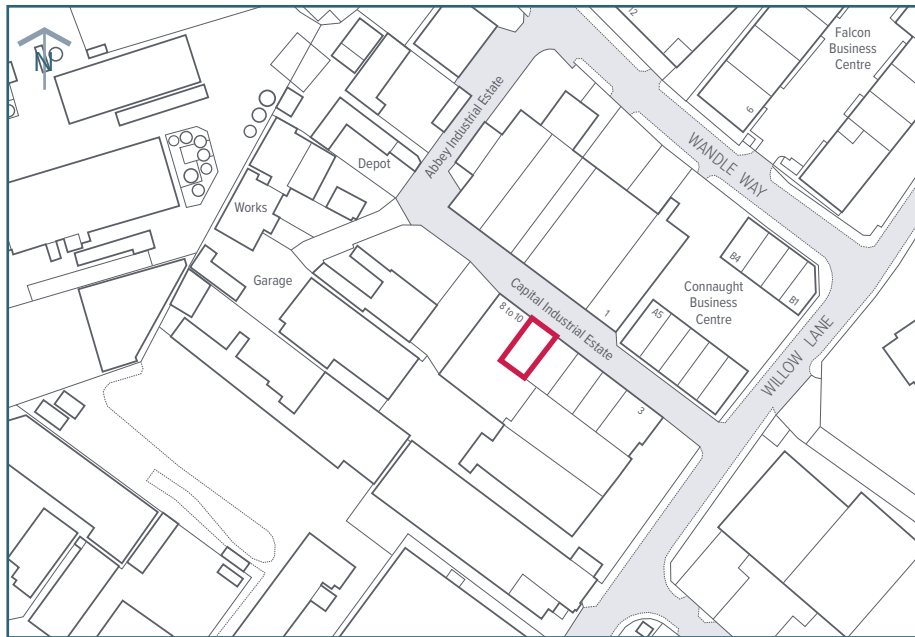 N
12
Falcon
Business
Centre
6
Abbey Industrial Estate
WANDLE WAY
Depot
Works
Garage
B4
B1
Connaught
Business
Centre
Capital Industrial Estate
8 to 10
1
A5
WILLOW LANE
3